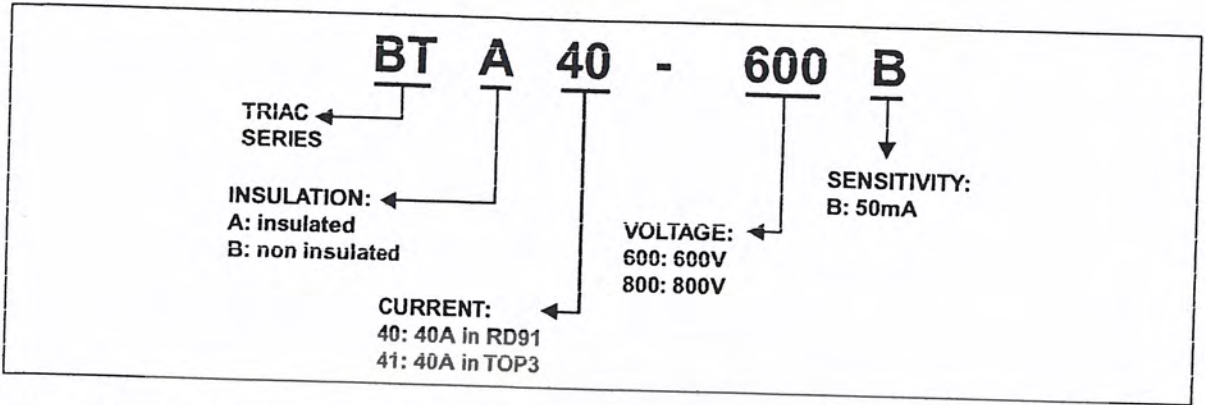 BT A 40 - 600 B
TRIAC
SERIES
INSULATION:
A: insulated
B: non insulated
CURRENT:
40: 40A in RD91
41: 40A in TOP3
VOLTAGE:
600: 600V
800: 800V
SENSITIVITY:
B: 50mA